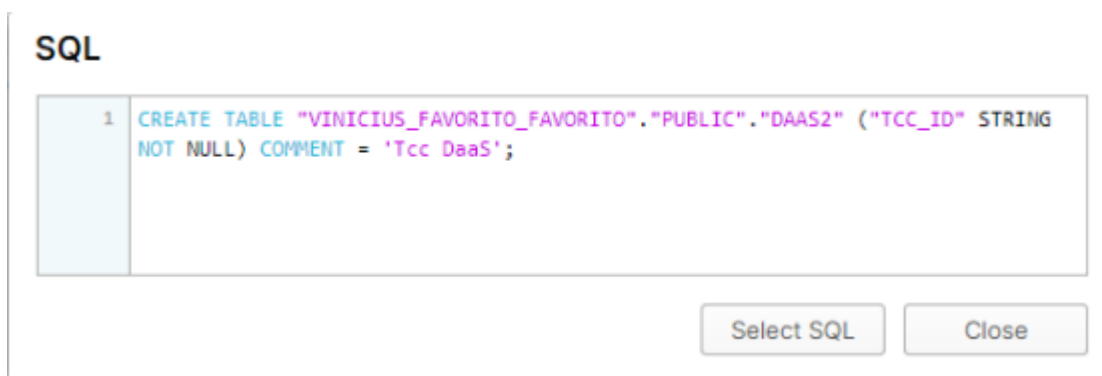 SQL
1 CREATE TABLE "VINICIUS_FAVORITO_FAVORITO"."PUBLIC"."DAAS2" ("TCC_ID" STRING
NOT NULL) COMMENT = 'Tcc DaaS';
Select SQL Close